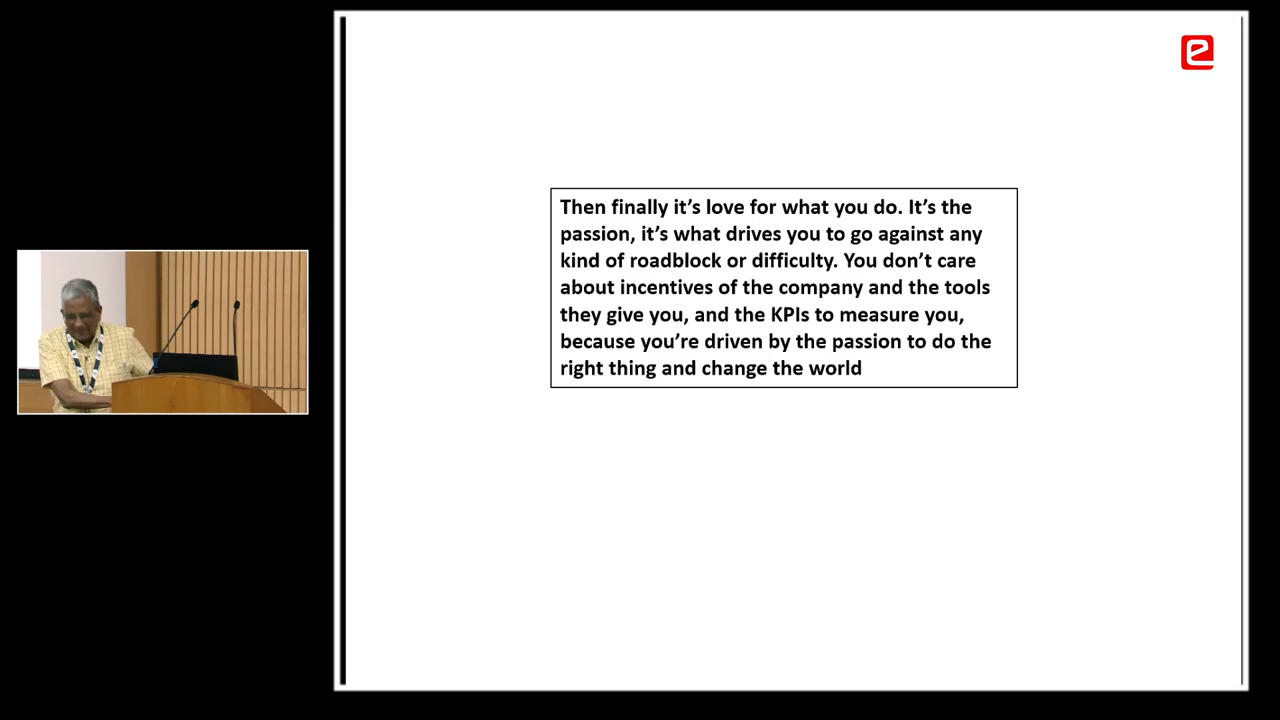 e
Then finally it’s love for what you do. It’s the
passion, it’s what drives you to go against any
kind of roadblock or difficulty. You don’t care
about incentives of the company and the tools
they give you, and the KPIs to measure you,
because you’re driven by the passion to do the
right thing and change the world